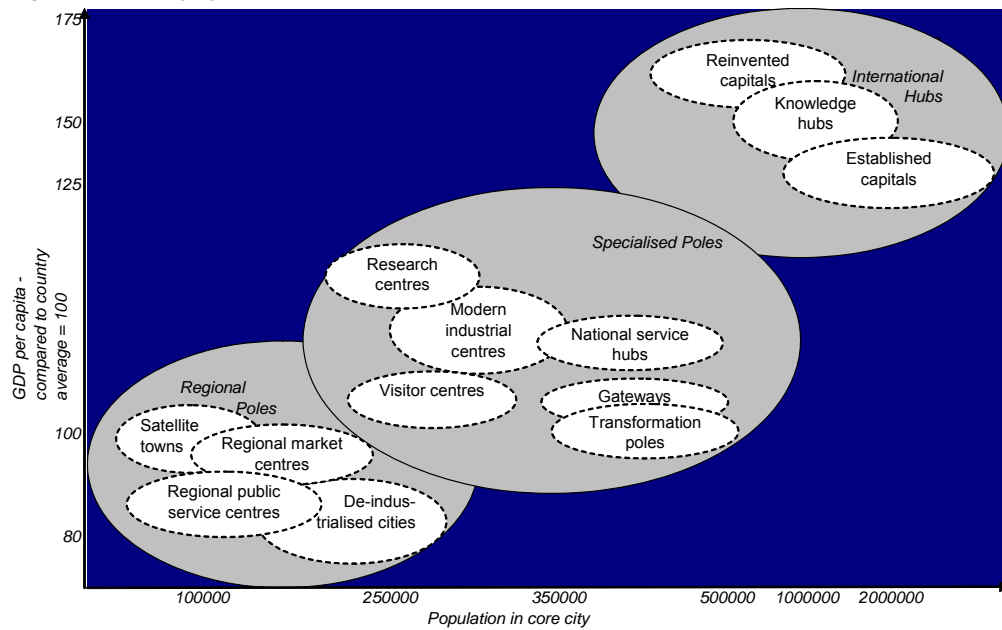 175
Reinvented
capitals
International
Hubs
Knowledge
hubs
150
Established
capitals
125
Specialised Poles
Research
centres
Modern
industrial
centres
National service
hubs
GDP per capita -
compared to country
average = 100
Regional
Poles
Visitor centres
Gateways
Satellite
towns
Transformation
poles
100
Regional market
centres
Regional public
service centres
De-indus-
trialised cities
80
100000 250000 350000 500000 1000000 2000000
Population in core city